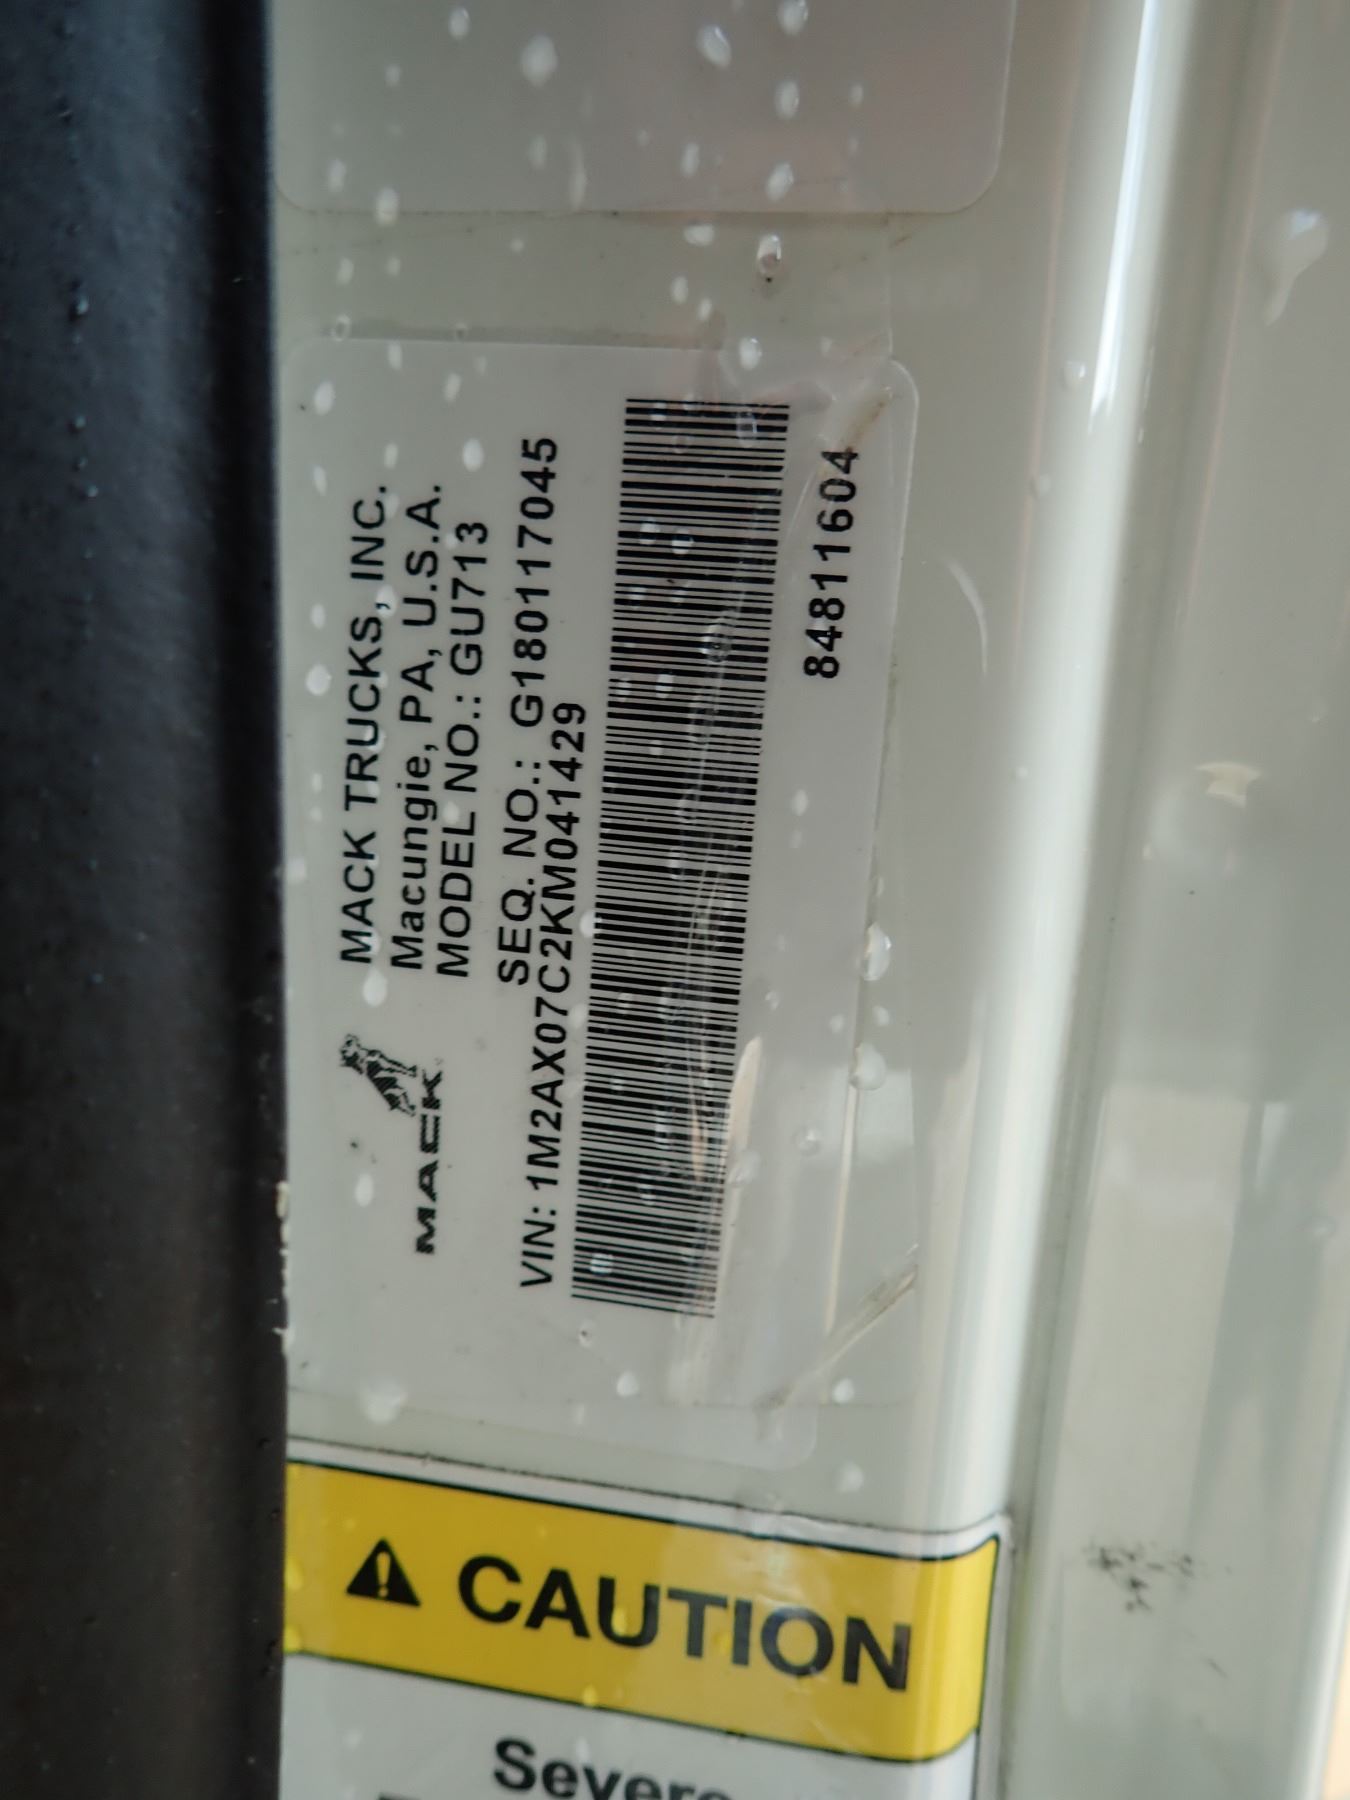 MACK TRUCKS, INC.
Macungie, PA, U.S.A.
MODEL NO.: GU713
MACK
SEQ. NO.: G180117045
VIN: 1M2AX07C2KM041429
84811604
CAUTION